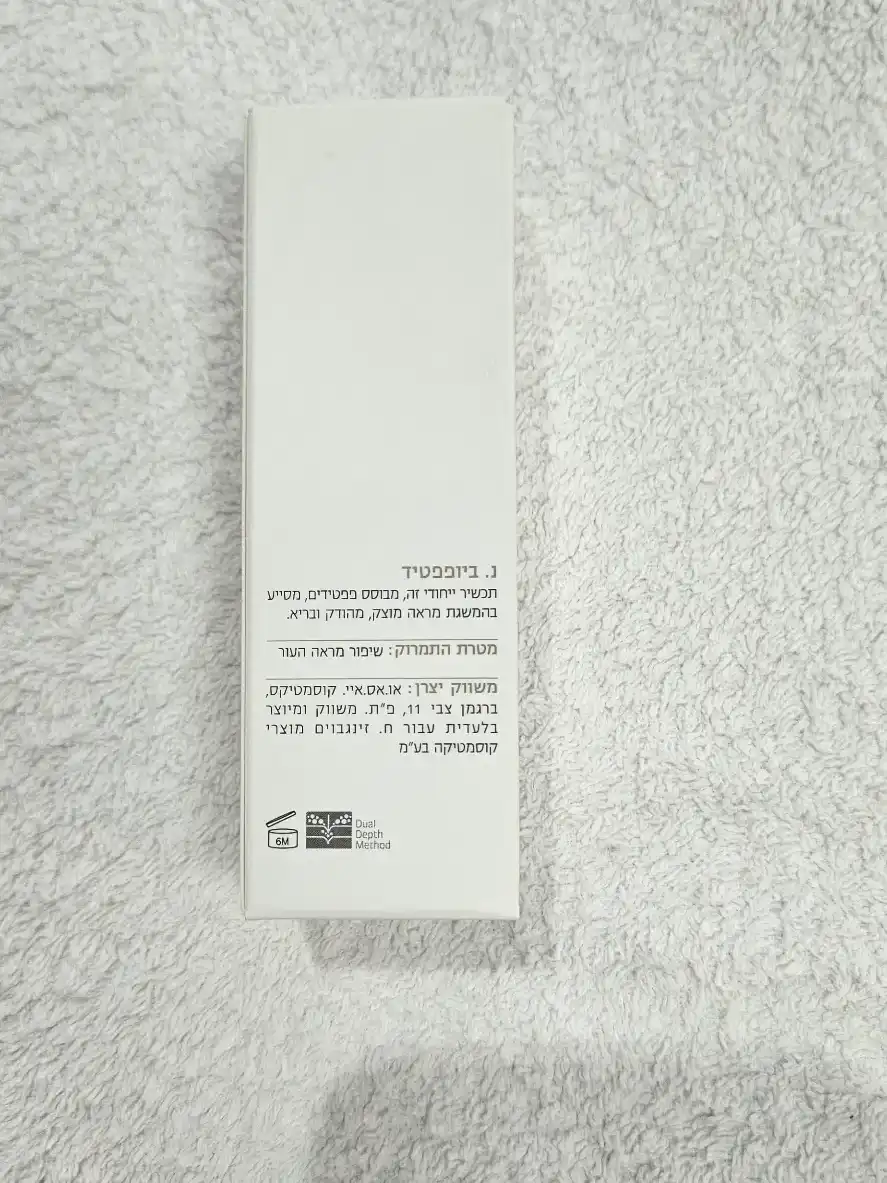 נ. ביופפטיד
תכשיר ייחודי זה, מבוסס פפטידים, מסייע
בהמשגת מראה מוצק, מהודק ובריא.
מטרת התמרוק: שיפור מראה העור
משווק יצרן: או.אס.איי. קוסמטיקס,
ברגמן צבי 11, פ"ת. משווק ומיוצר
בלעדית עבור ח. זינגבוים מוצרי
קוסמטיקה בע"מ
6M
Dual
Depth
Method